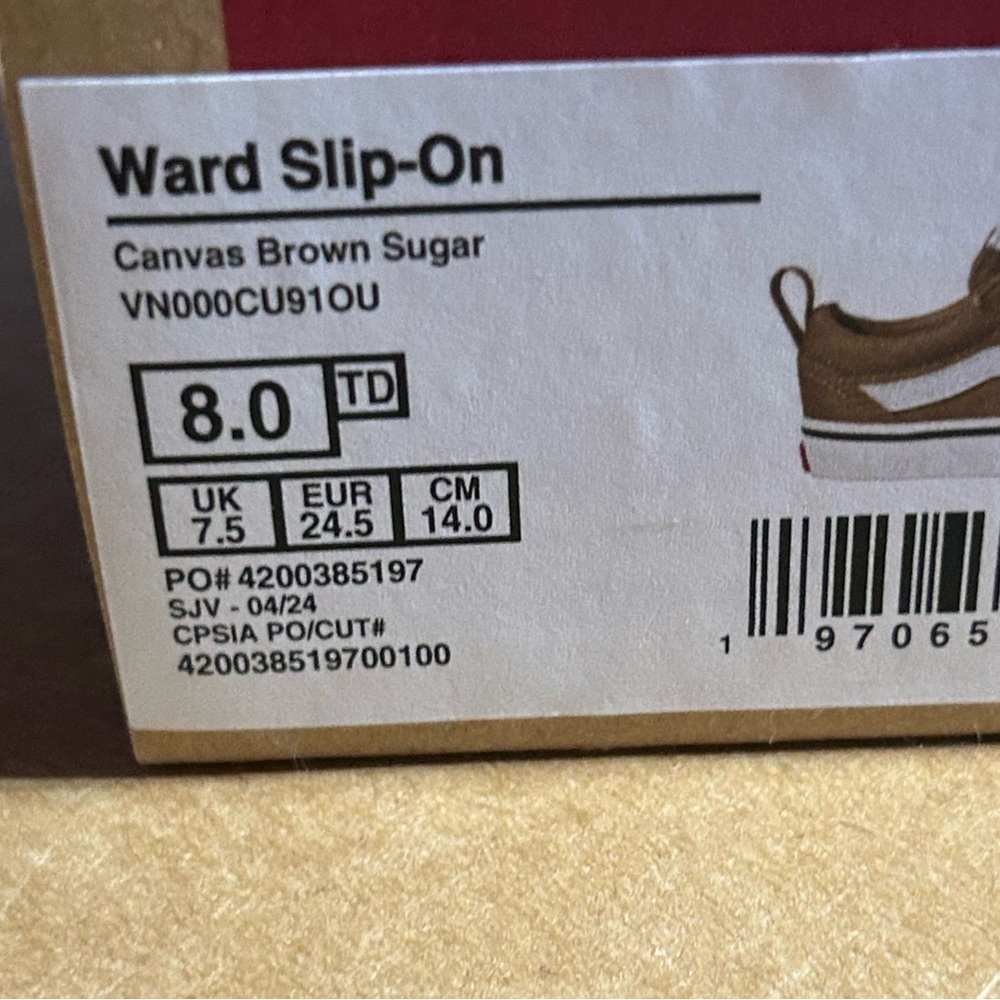 Ward Slip-On
Canvas Brown Sugar
VN000CU91OU
8.0 TD
UK EUR CM
7.5 24.5 14.0
PO# 4200385197
SJV - 04/24
CPSIA PO/CUT#
420038519700100
1 97065